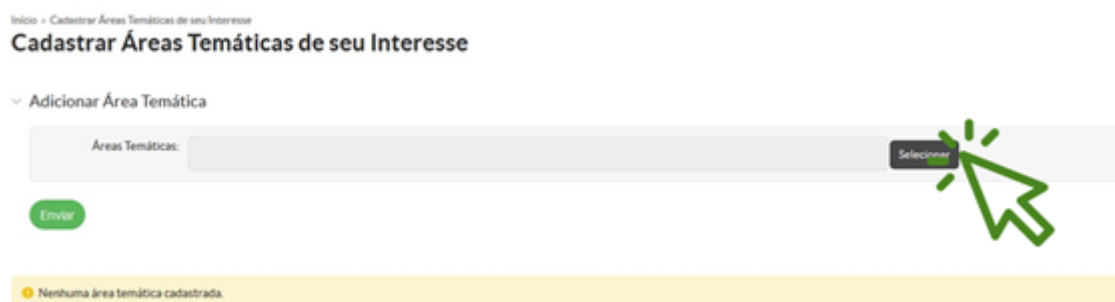 Início » Cadastrar Áreas Temáticas de seu Interesse
Cadastrar Áreas Temáticas de seu Interesse
Adicionar Área Temática
Áreas Temáticas:
Selecionar
Enviar
Nenhuma área temática cadastrada.